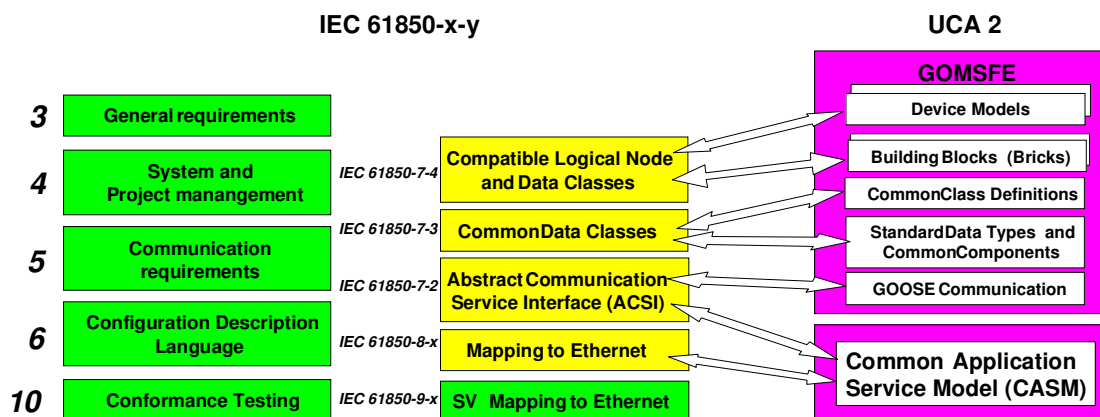 IEC 61850-x-y
UCA 2
GOMSFE
3
General requirements
Device Models
4
System and
Project manangement
IEC 61850-7-4
Compatible Logical Node
and Data Classes
Building Blocks (Bricks)
CommonClass Definitions
5
Communication
requirements
IEC 61850-7-3
CommonData Classes
StandardData Types and
CommonComponents
IEC 61850-7-2
Abstract Communication
Service Interface (ACSI)
GOOSE Communication
6
Configuration Description
Language
IEC 61850-8-x
Mapping to Ethernet
Common Application
Service Model (CASM)
10
Conformance Testing
IEC 61850-9-x
SV Mapping to Ethernet